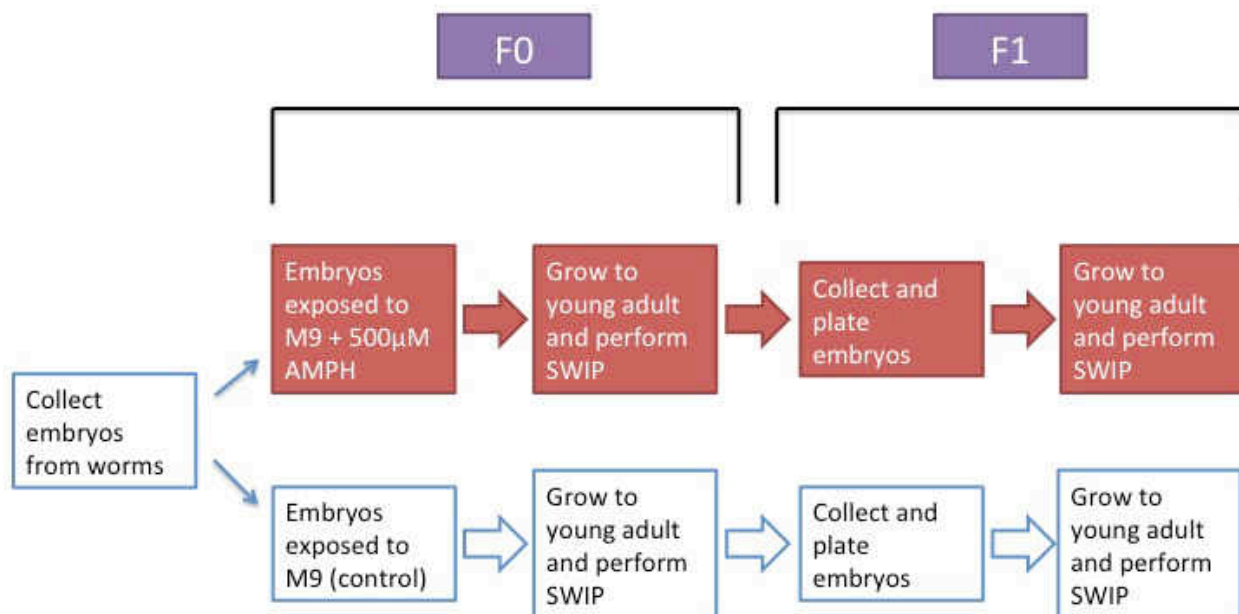 F0
F1
Embryos
exposed to
M9 + 500µM
AMPH
Grow to
young adult
and perform
SWIP
Collect and
plate
embryos
Grow to
young adult
and perform
SWIP
Collect
embryos
from worms
Embryos
exposed to
M9 (control)
Grow to
young adult
and perform
SWIP
Collect and
plate
embryos
Grow to
young adult
and perform
SWIP